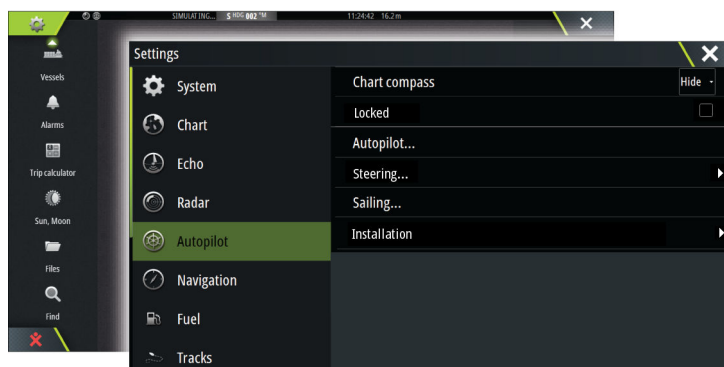 SIMULATING... S HDG 002 °M 11:24:42 16.2 m
Vessels
Alarms
Trip calculator
Sun, Moon
Files
Find
Settings
System
Chart
Echo
Radar
Autopilot
Navigation
Fuel
Tracks
Chart compass Hide
Locked
Autopilot...
Steering...
Sailing...
Installation